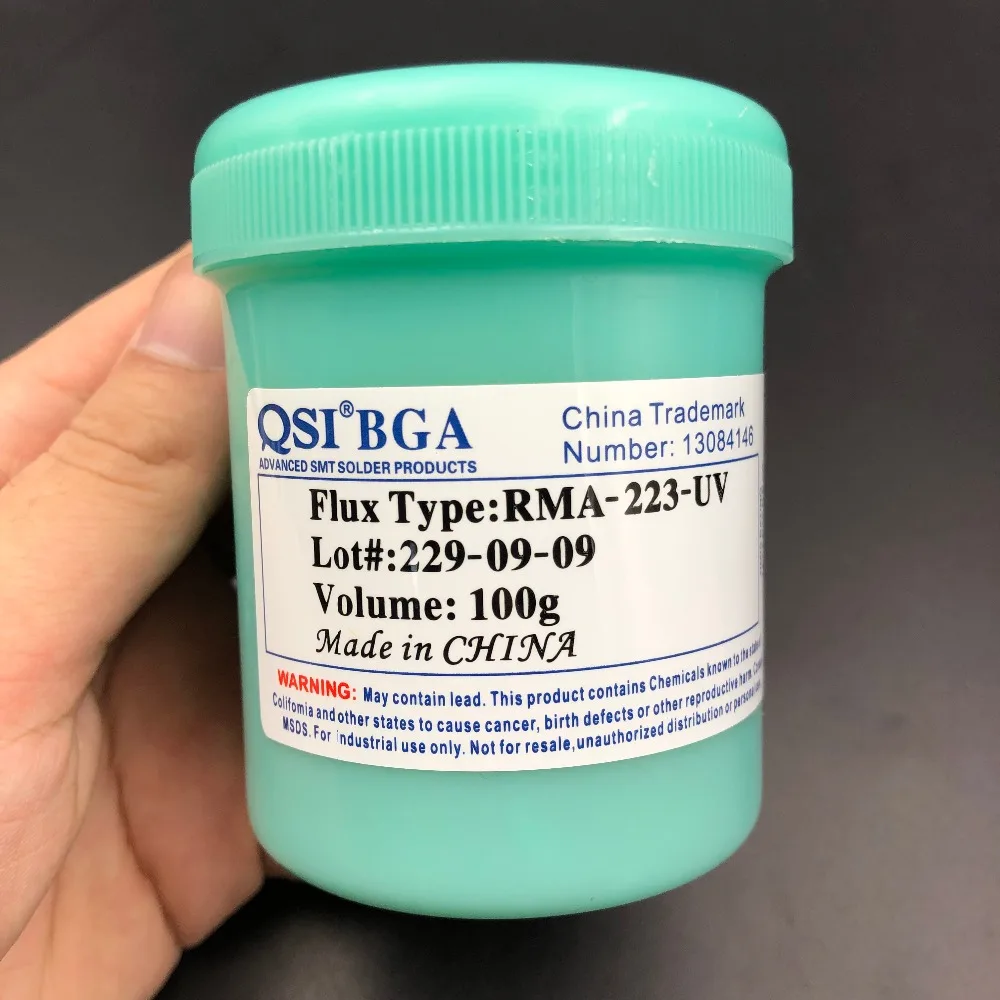 QSI® BGA
ADVANCED SMT SOLDER PRODUCTS
China Trademark
Number: 13084146
Flux Type:RMA-223-UV
Lot#:229-09-09
Volume: 100g
Made in CHINA
WARNING: May contain lead. This product contains Chemicals known to the
Colifomia and other states to cause cancer, birth defects or other reproductive harm.
MSDS. For industrial use only. Not for resale,unauthorized distribution or